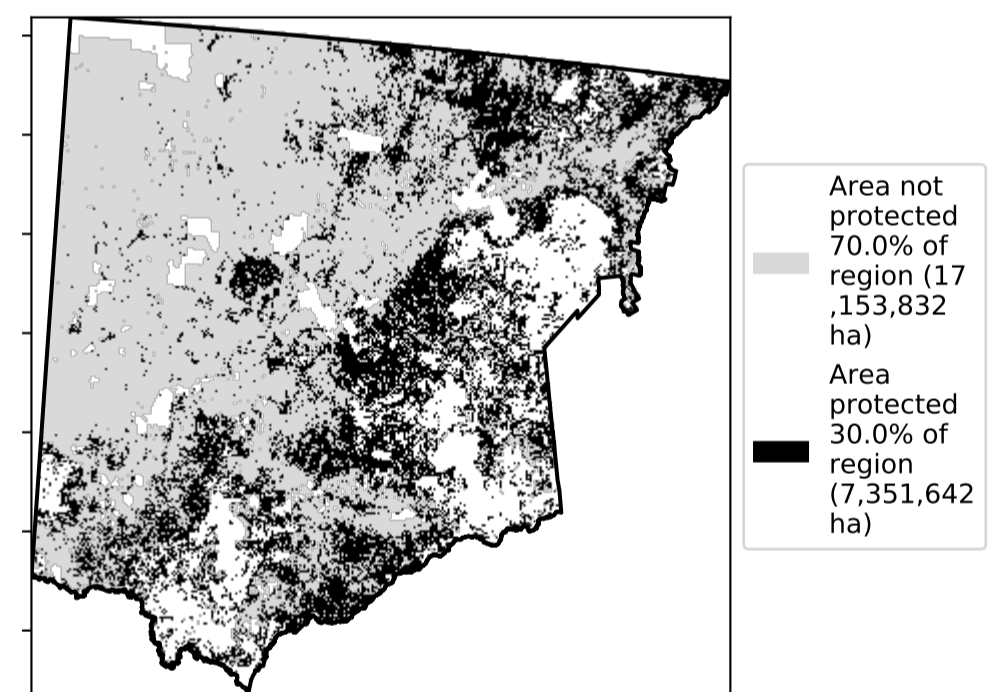 Area not
protected
70.0% of
region (17
,153,832
ha)
Area
protected
30.0% of
region
(7,351,642
ha)